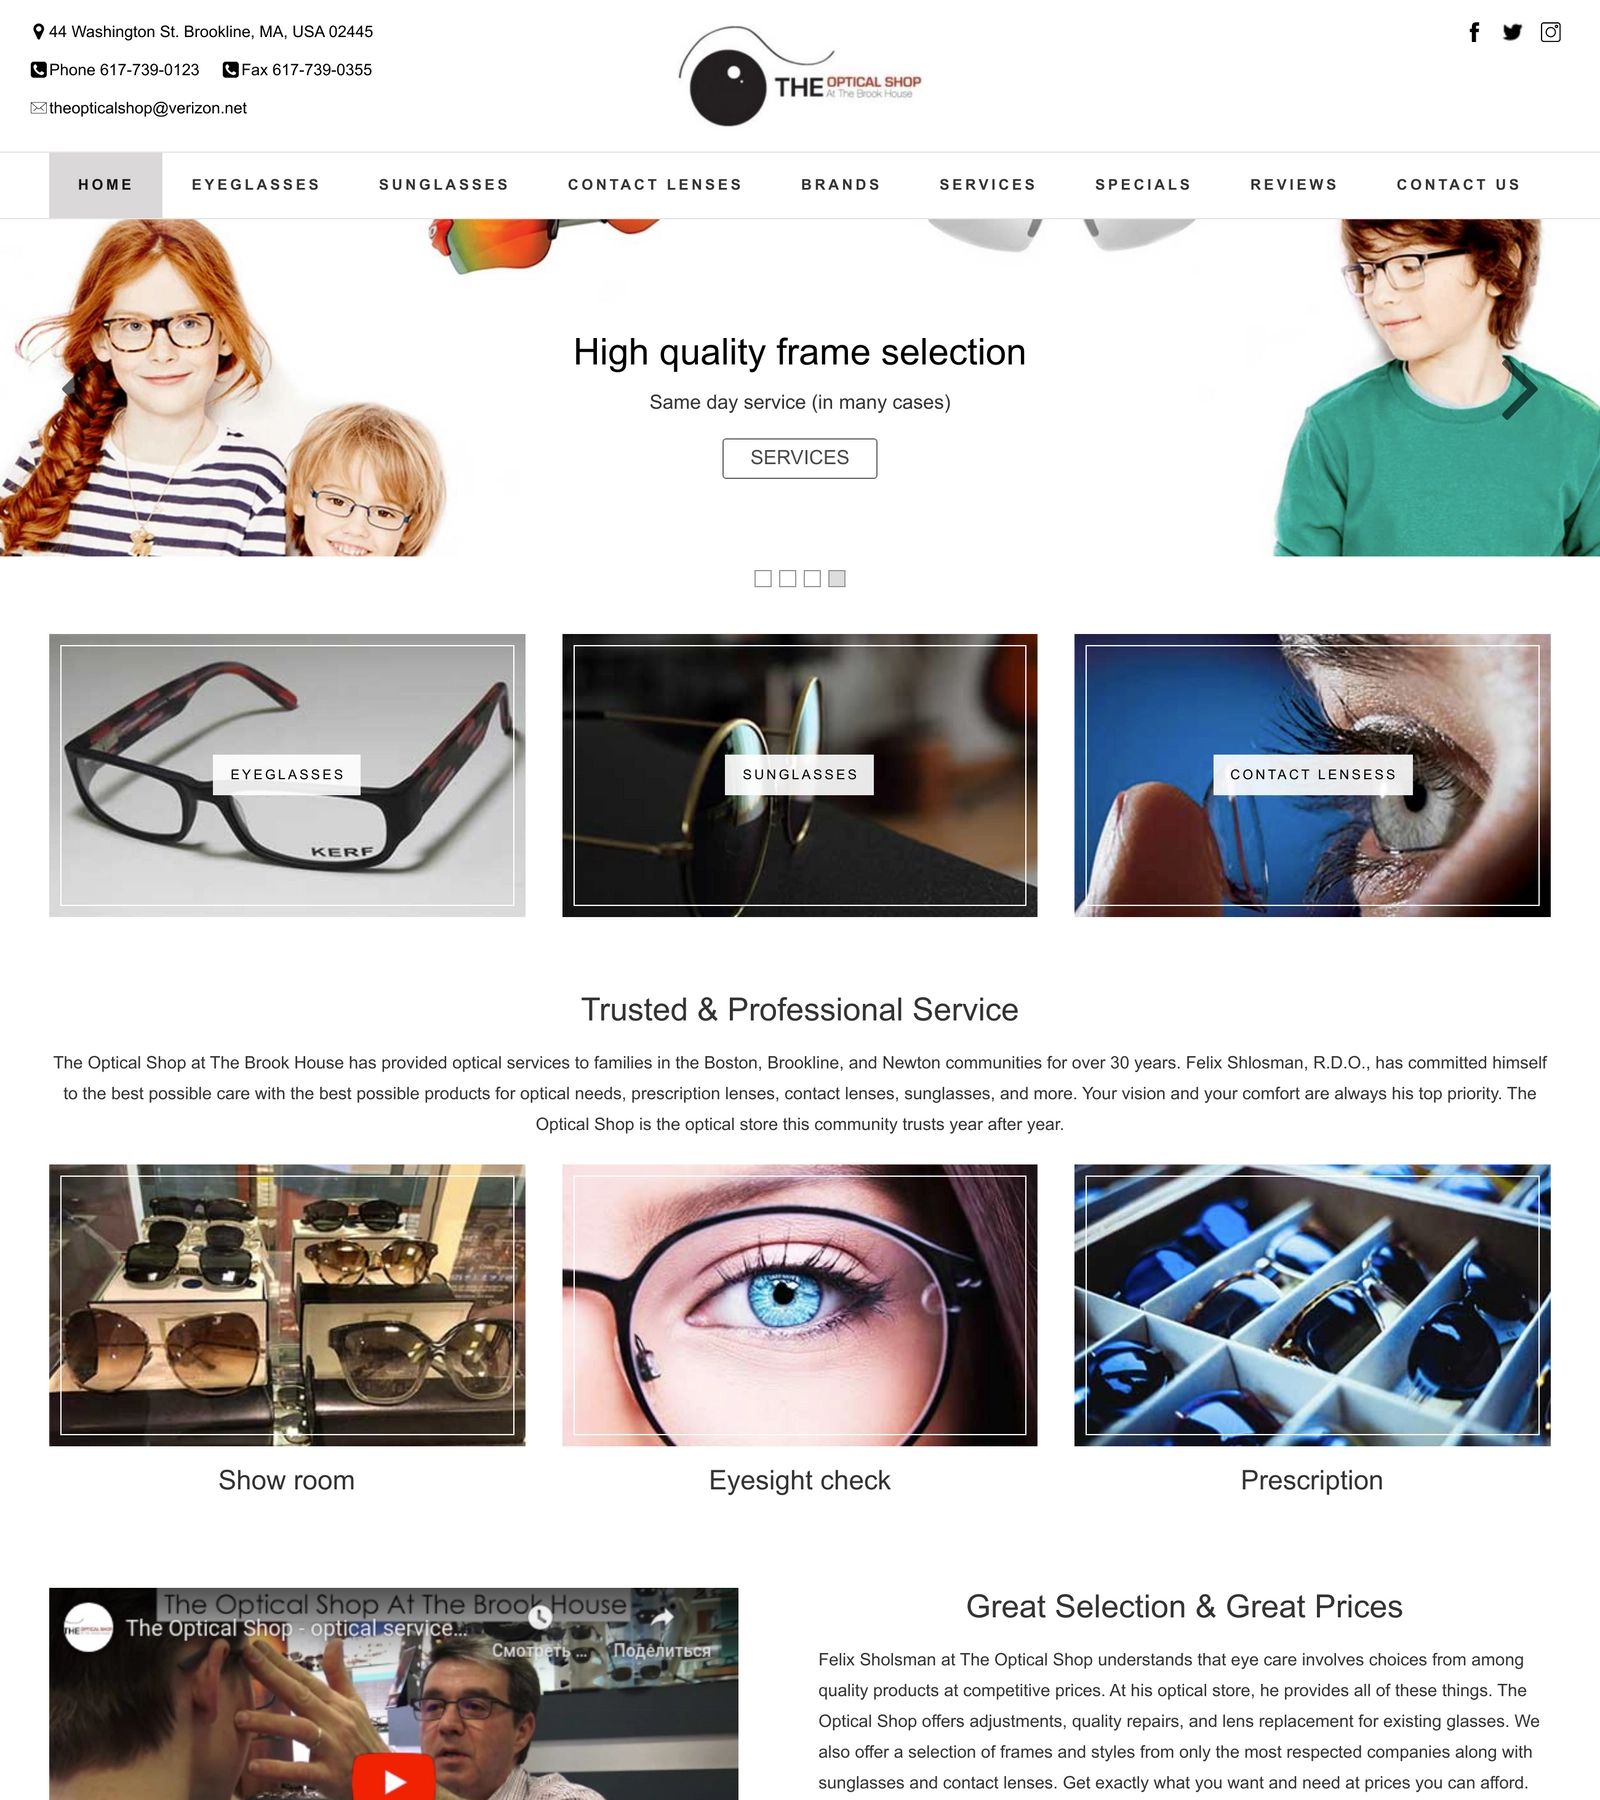 44 Washington St. Brookline, MA, USA 02445
Phone 617-739-0123 Fax 617-739-0355
theopticalshop@verizon.net
THE OPTICAL SHOP
At The Brook House
HOME EYEGLASSES SUNGLASSES CONTACT LENSES BRANDS SERVICES SPECIALS REVIEWS CONTACT US
High quality frame selection
Same day service (in many cases)
SERVICES
EYEGLASSES
SUNGLASSES
CONTACT LENSESS
KERF
Trusted & Professional Service
The Optical Shop at The Brook House has provided optical services to families in the Boston, Brookline, and Newton communities for over 30 years. Felix Shlosman, R.D.O., has committed himself
to the best possible care with the best possible products for optical needs, prescription lenses, contact lenses, sunglasses, and more. Your vision and your comfort are always his top priority. The
Optical Shop is the optical store this community trusts year after year.
Show room
Eyesight check
Prescription
The Optical Shop At The Brook House
THE OPTICAL SHOP
The Optical Shop - optical service...
Смотреть ...
Поделиться
Great Selection & Great Prices
Felix Sholsman at The Optical Shop understands that eye care involves choices from among
quality products at competitive prices. At his optical store, he provides all of these things. The
Optical Shop offers adjustments, quality repairs, and lens replacement for existing glasses. We
also offer a selection of frames and styles from only the most respected companies along with
sunglasses and contact lenses. Get exactly what you want and need at prices you can afford.